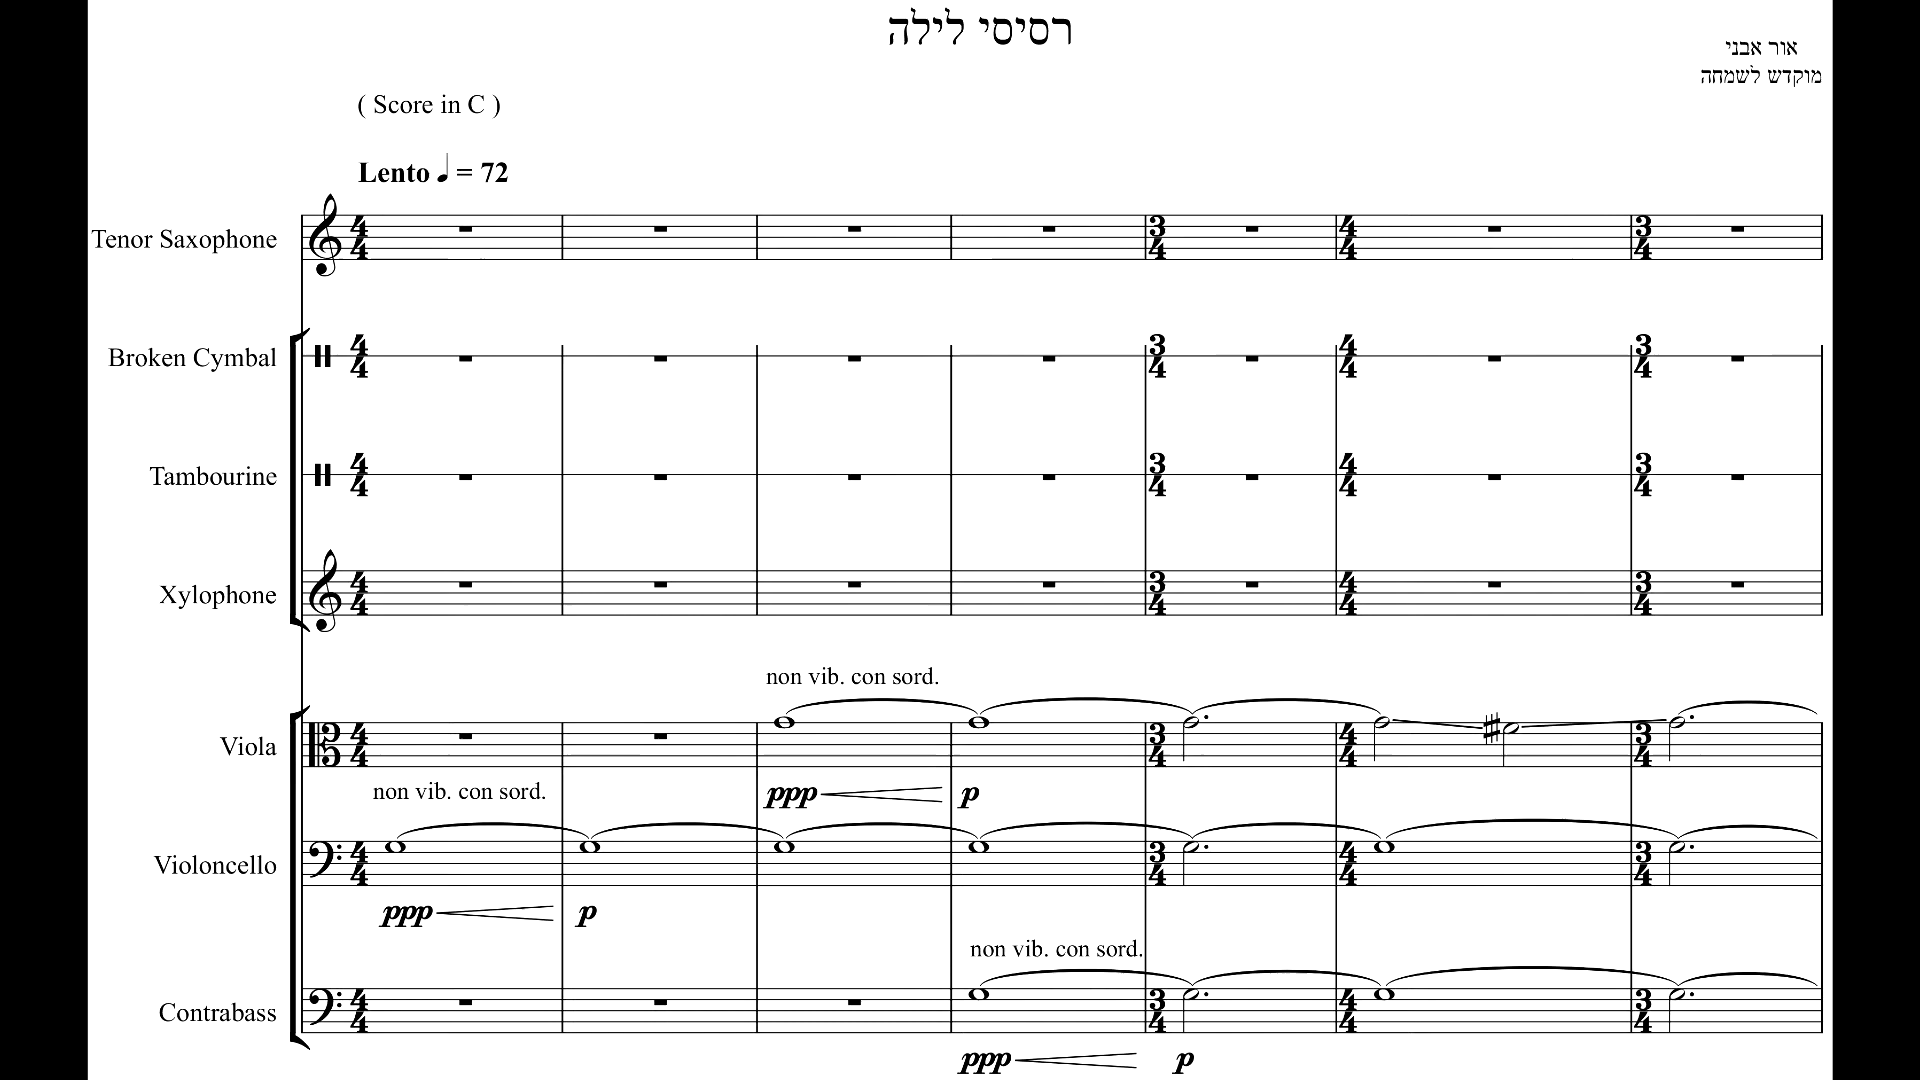 רסיסי לילה
אור אבני
מוקדש לשמחה
( Score in C )
Lento ♩ = 72
Tenor Saxophone
Broken Cymbal
Tambourine
Xylophone
non vib. con sord.
Viola
ppp p
non vib. con sord.
Violoncello
ppp p
non vib. con sord.
Contrabass
ppp p